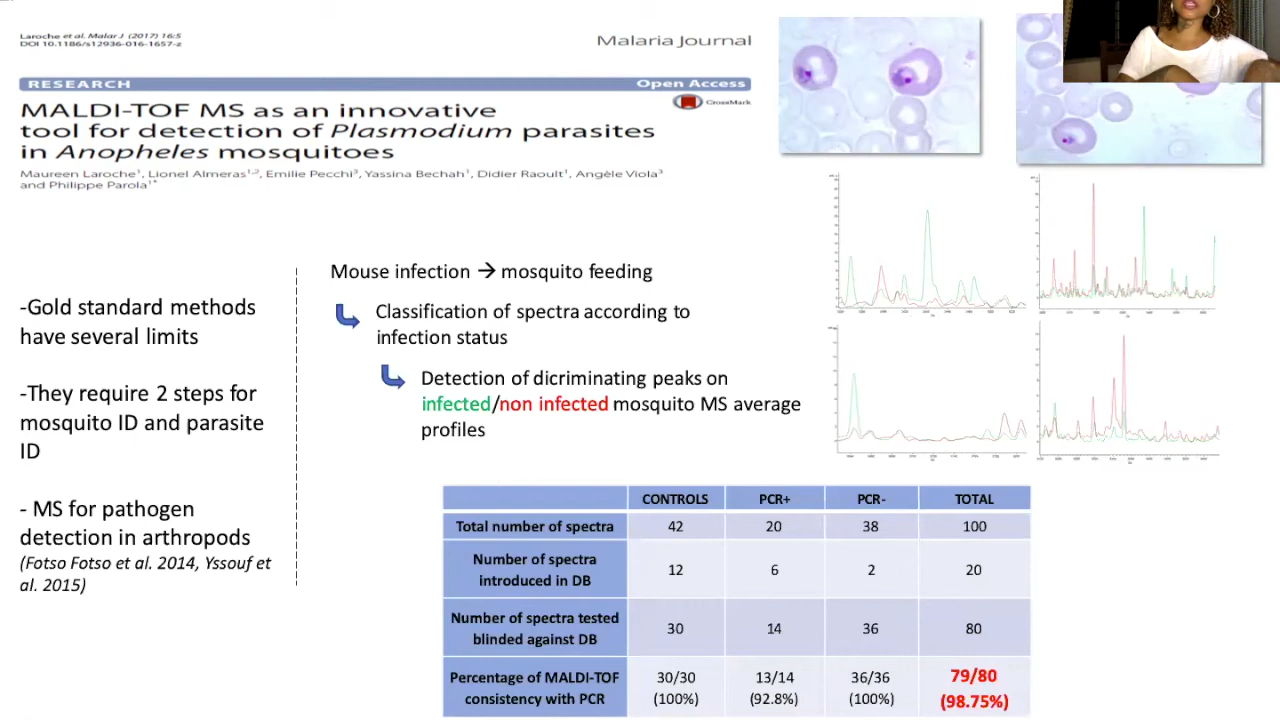 Laroche et al. Malar J (2017) 16:5
DOI 10.1186/s12936-016-1657-z
Malaria Journal
RESEARCH
Open Access
CrossMark
MALDI-TOF MS as an innovative
tool for detection of Plasmodium parasites
in Anopheles mosquitoes
Maureen Laroche¹, Lionel Almeras¹,², Emilie Pecchi³, Yassina Bechah¹, Didier Raoult¹, Angèle Viola³
and Philippe Parola¹*
-Gold standard methods
have several limits
-They require 2 steps for
mosquito ID and parasite
ID
- MS for pathogen
detection in arthropods
(Fotso Fotso et al. 2014, Yssouf et
al. 2015)
Mouse infection → mosquito feeding
Classification of spectra according to
infection status
Detection of dicriminating peaks on
infected/non infected mosquito MS average
profiles
CONTROLS PCR+ PCR- TOTAL
Total number of spectra 42 20 38 100
Number of spectra
introduced in DB 12 6 2 20
Number of spectra tested
blinded against DB 30 14 36 80
Percentage of MALDI-TOF 30/30 13/14 36/36 79/80
consistency with PCR (100%) (92.8%) (100%) (98.75%)